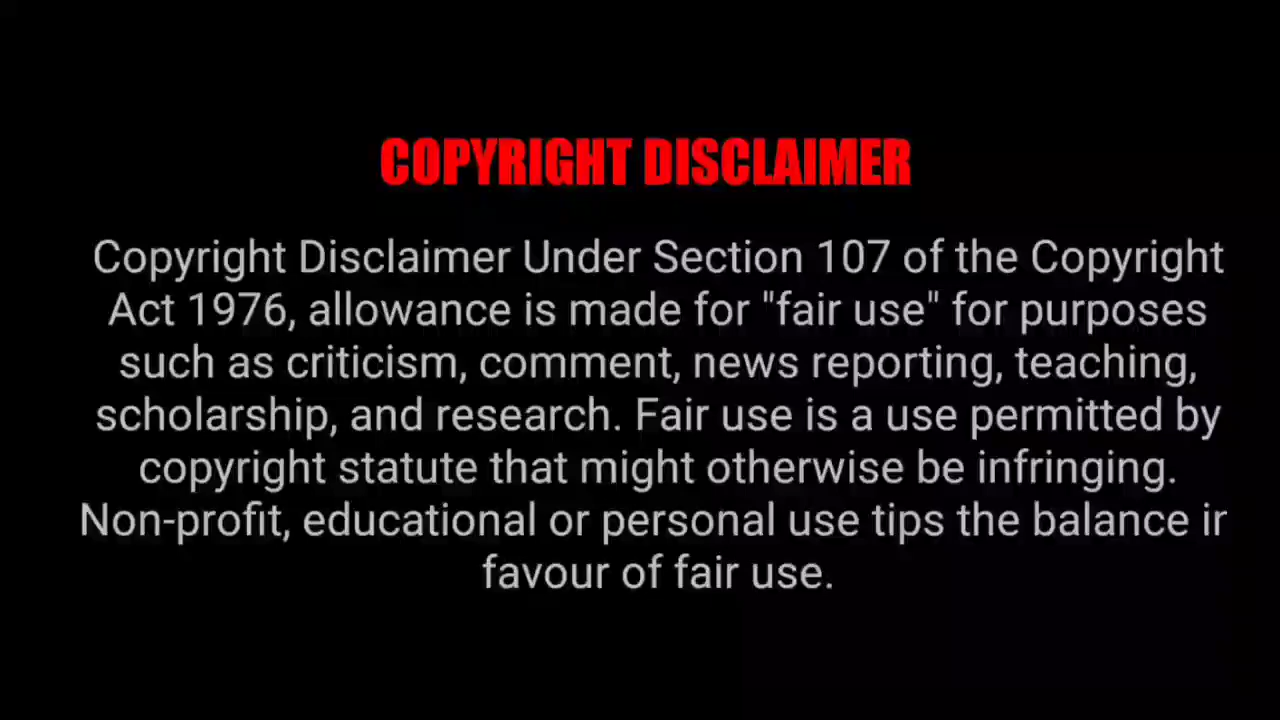 COPYRIGHT DISCLAIMER
Copyright Disclaimer Under Section 107 of the Copyright
Act 1976, allowance is made for "fair use" for purposes
such as criticism, comment, news reporting, teaching,
scholarship, and research. Fair use is a use permitted by
copyright statute that might otherwise be infringing.
Non-profit, educational or personal use tips the balance in
favour of fair use.